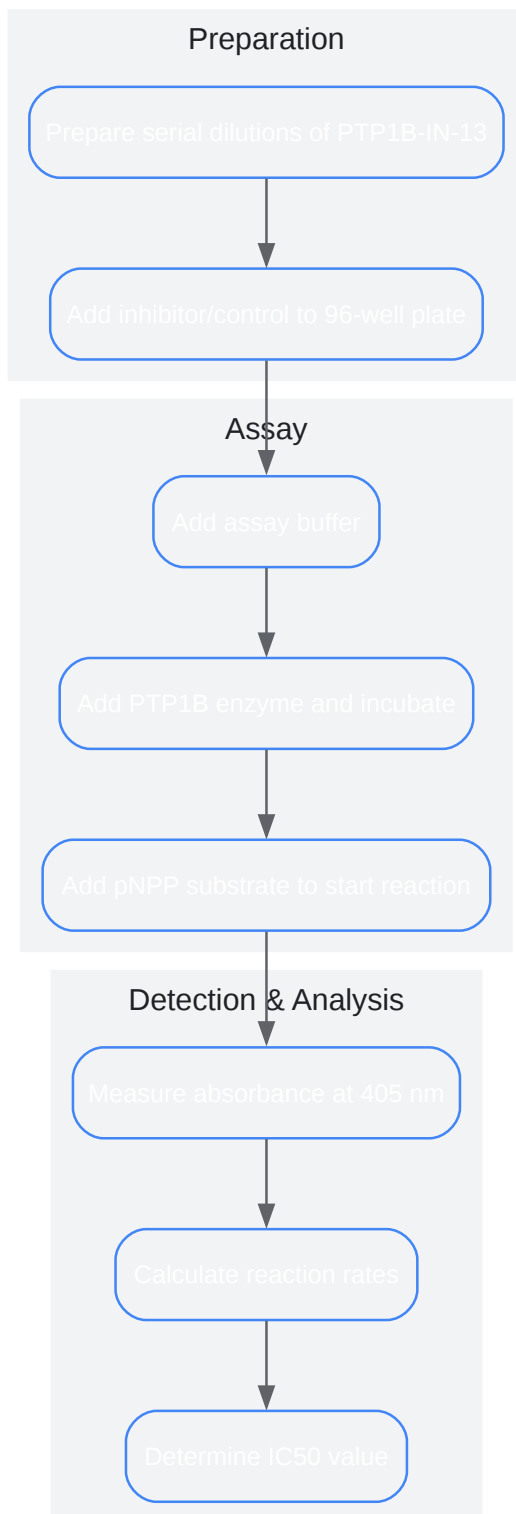 Preparation
Prepare serial dilutions of PTP1B-IN-13
Add inhibitor/control to 96-well plate
Assay
Add assay buffer
Add PTP1B enzyme and incubate
Add pNPP substrate to start reaction
Detection & Analysis
Measure absorbance at 405 nm
Calculate reaction rates
Determine IC50 value